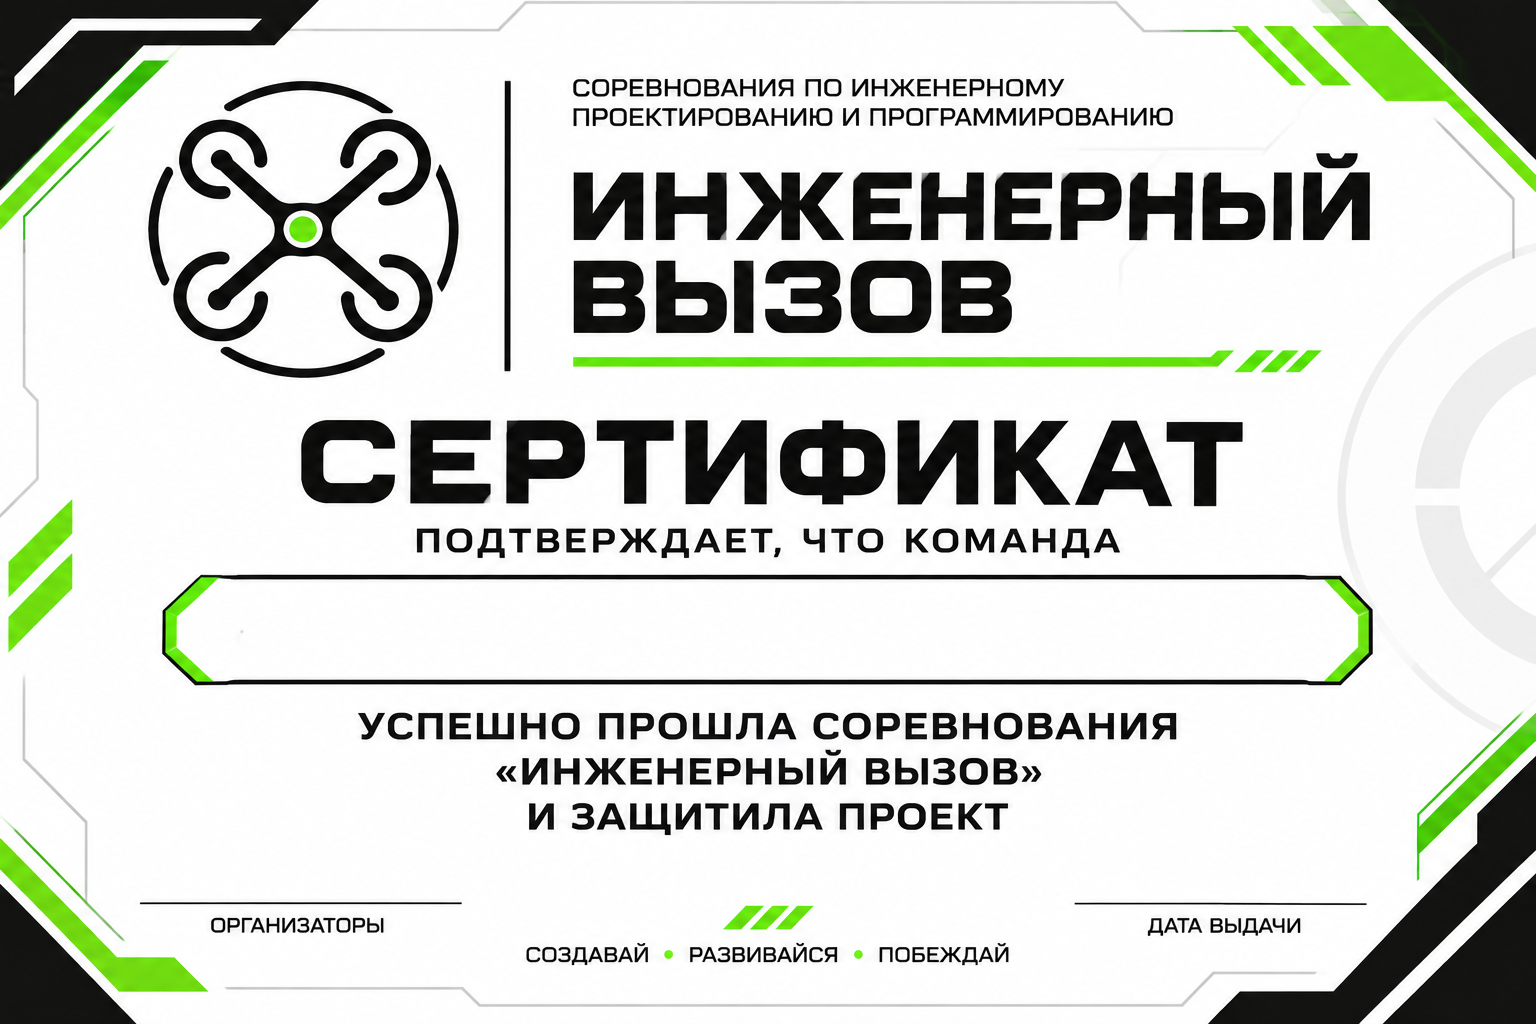 СОРЕВНОВАНИЯ ПО ИНЖЕНЕРНОМУ
ПРОЕКТИРОВАНИЮ И ПРОГРАММИРОВАНИЮ
ИНЖЕНЕРНЫЙ
ВЫЗОВ
СЕРТИФИКАТ
ПОДТВЕРЖДАЕТ, ЧТО КОМАНДА
УСПЕШНО ПРОШЛА СОРЕВНОВАНИЯ
«ИНЖЕНЕРНЫЙ ВЫЗОВ»
И ЗАЩИТИЛА ПРОЕКТ
ОРГАНИЗАТОРЫ
ДАТА ВЫДАЧИ
СОЗДАВАЙ • РАЗВИВАЙСЯ • ПОБЕЖДАЙ